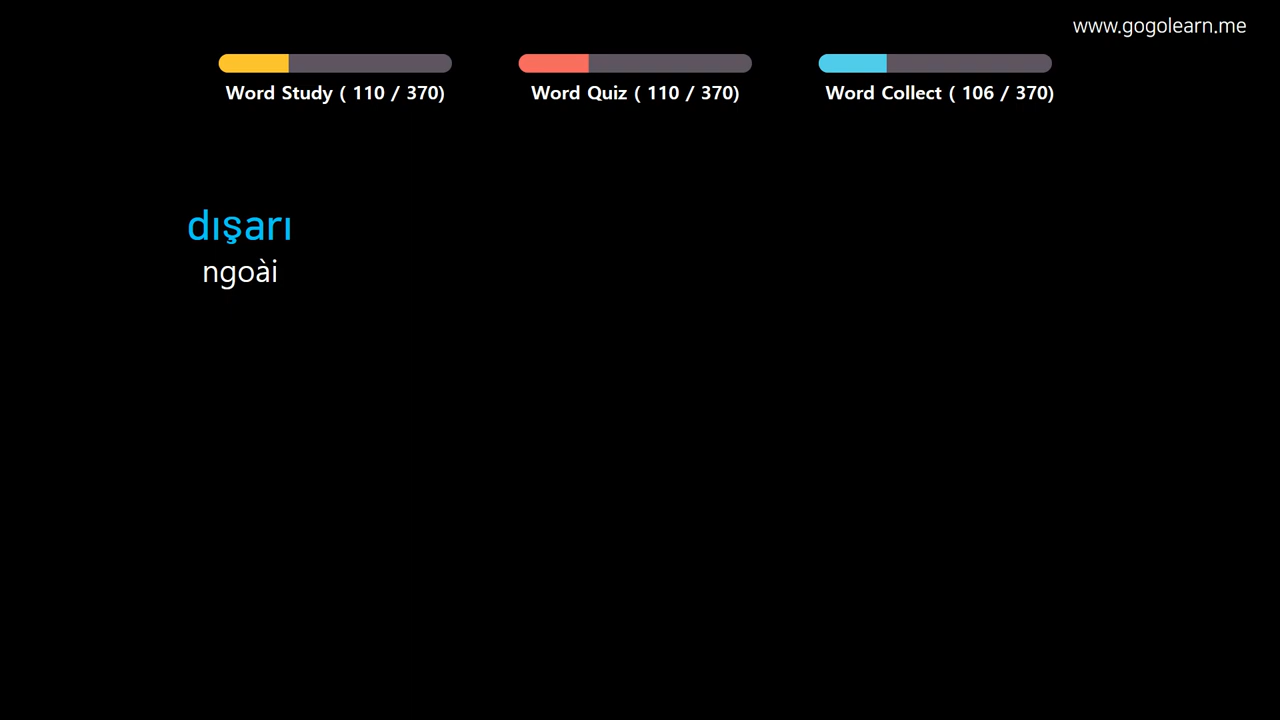 www.gogolearn.me
Word Study ( 110 / 370)
Word Quiz ( 110 / 370)
Word Collect ( 106 / 370)
dışarı
ngoài